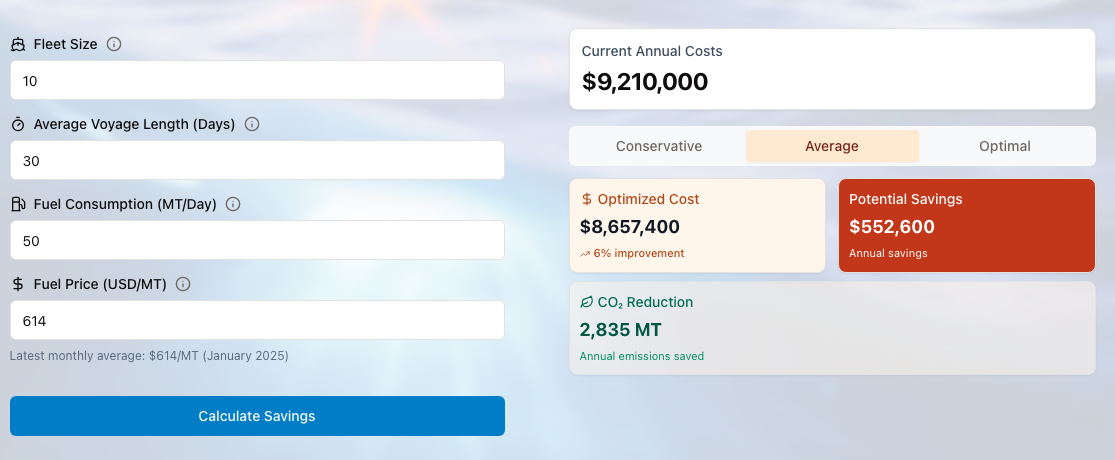 Fleet Size
10
Average Voyage Length (Days)
30
Fuel Consumption (MT/Day)
50
Fuel Price (USD/MT)
614
Latest monthly average: $614/MT (January 2025)
Calculate Savings
Current Annual Costs
$9,210,000
Conservative Average Optimal
Optimized Cost
$8,657,400
6% improvement
Potential Savings
$552,600
Annual savings
CO₂ Reduction
2,835 MT
Annual emissions saved